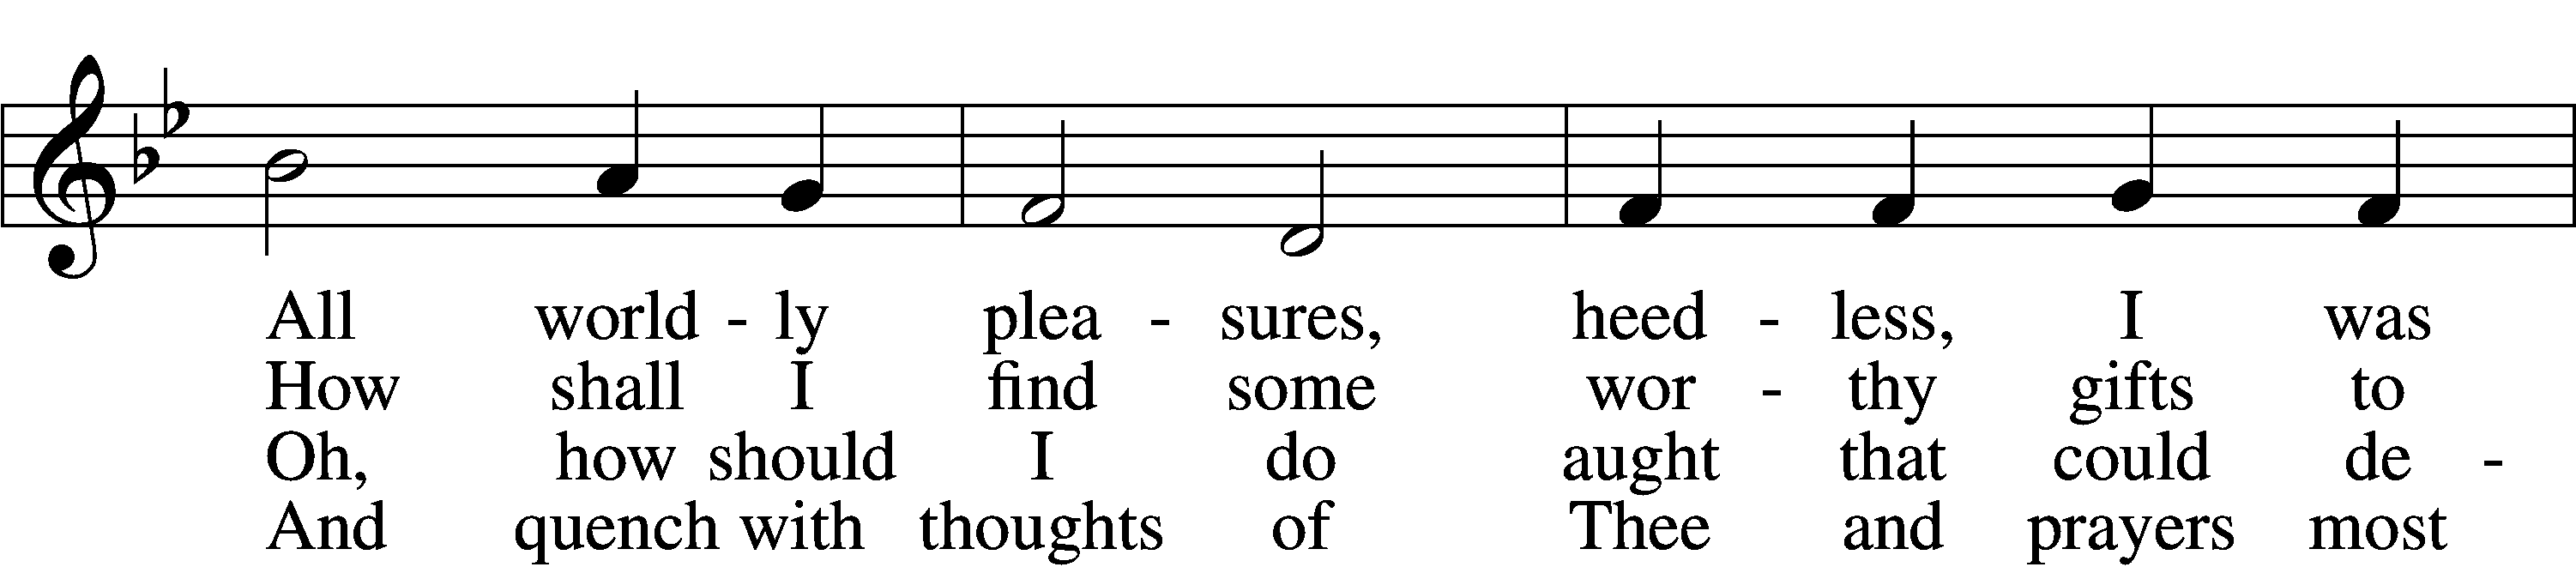 All world - ly plea - sures, heed - less, I was
How shall I find some wor - thy gifts to
Oh, how should I do aught that could de -
And quench with thoughts of Thee and prayers most